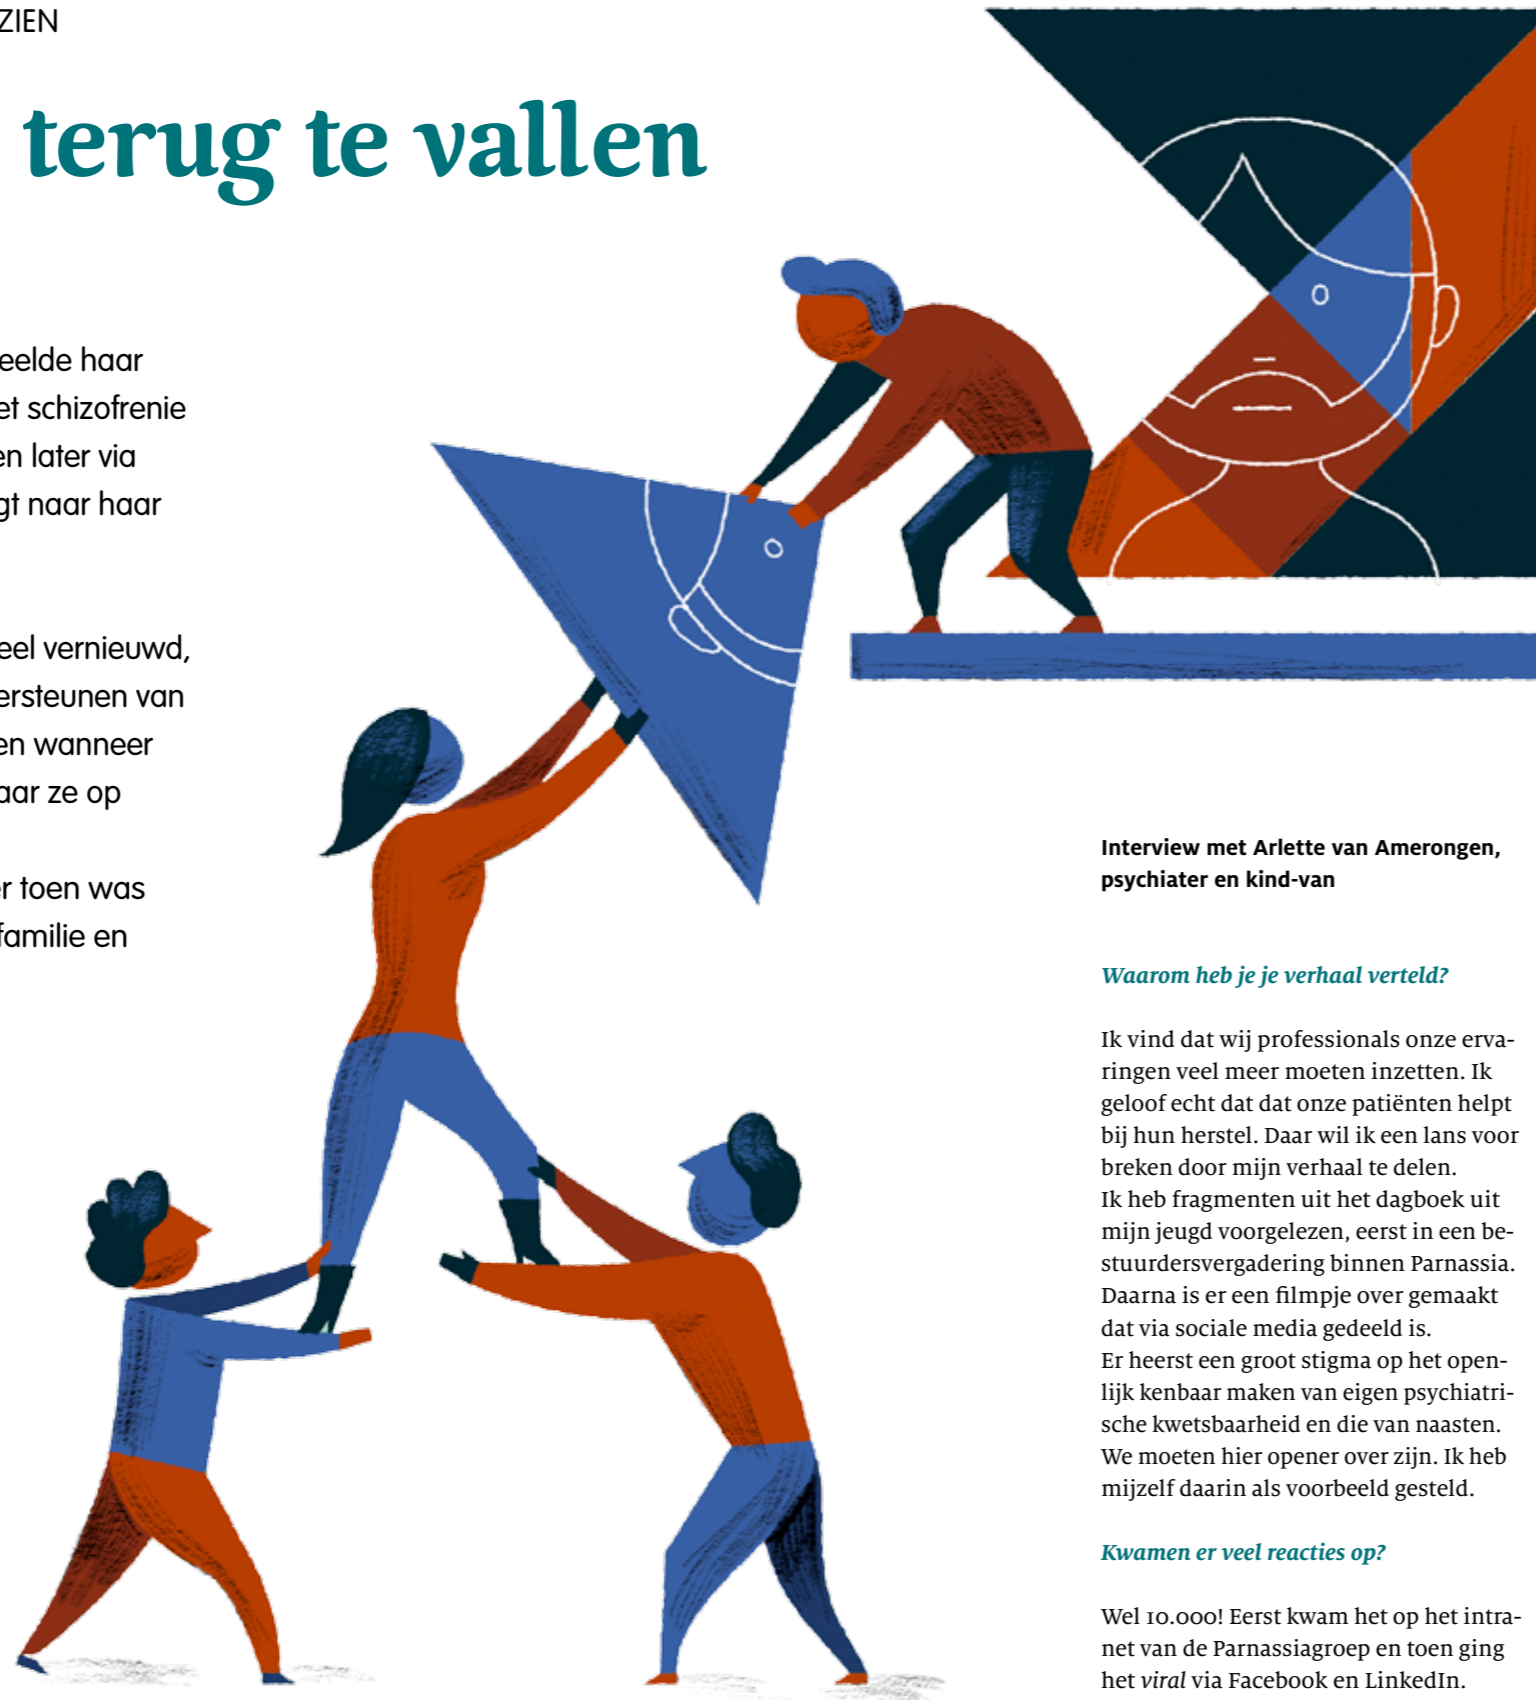 ZIEN
terug te vallen
eelde haar
et schizofrenie
en later via
gt naar haar
eel vernieuwd,
ersteunen van
en wanneer
aar ze op
er toen was
familie en
Interview met Arlette van Amerongen,
psychiater en kind-van
Waarom heb je je verhaal verteld?
Ik vind dat wij professionals onze erva-
ringen veel meer moeten inzetten. Ik
geloof echt dat dat onze patiënten helpt
bij hun herstel. Daar wil ik een lans voor
breken door mijn verhaal te delen.
Ik heb fragmenten uit het dagboek uit
mijn jeugd voorgelezen, eerst in een be-
stuurdersvergadering binnen Parnassia.
Daarna is er een filmpje over gemaakt
dat via sociale media gedeeld is.
Er heerst een groot stigma op het open-
lijk kenbaar maken van eigen psychiatri-
sche kwetsbaarheid en die van naasten.
We moeten hier opener over zijn. Ik heb
mijzelf daarin als voorbeeld gesteld.
Kwamen er veel reacties op?
Wel 10.000! Eerst kwam het op het intra-
net van de Parnassiagroep en toen ging
het viral via Facebook en LinkedIn.